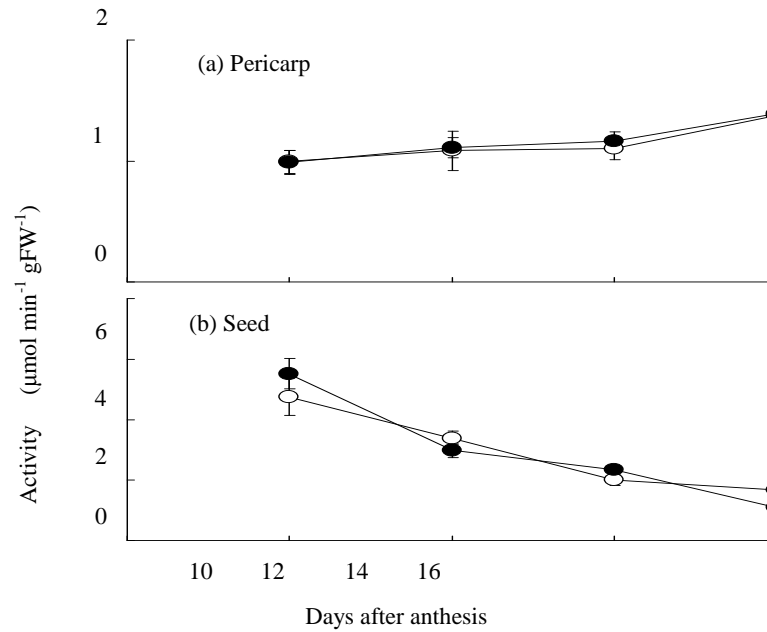 2
(a) Pericarp
1
0
(b) Seed
6
4
2
0
Activity (μmol min⁻¹ gFW⁻¹)
10 12 14 16
Days after anthesis